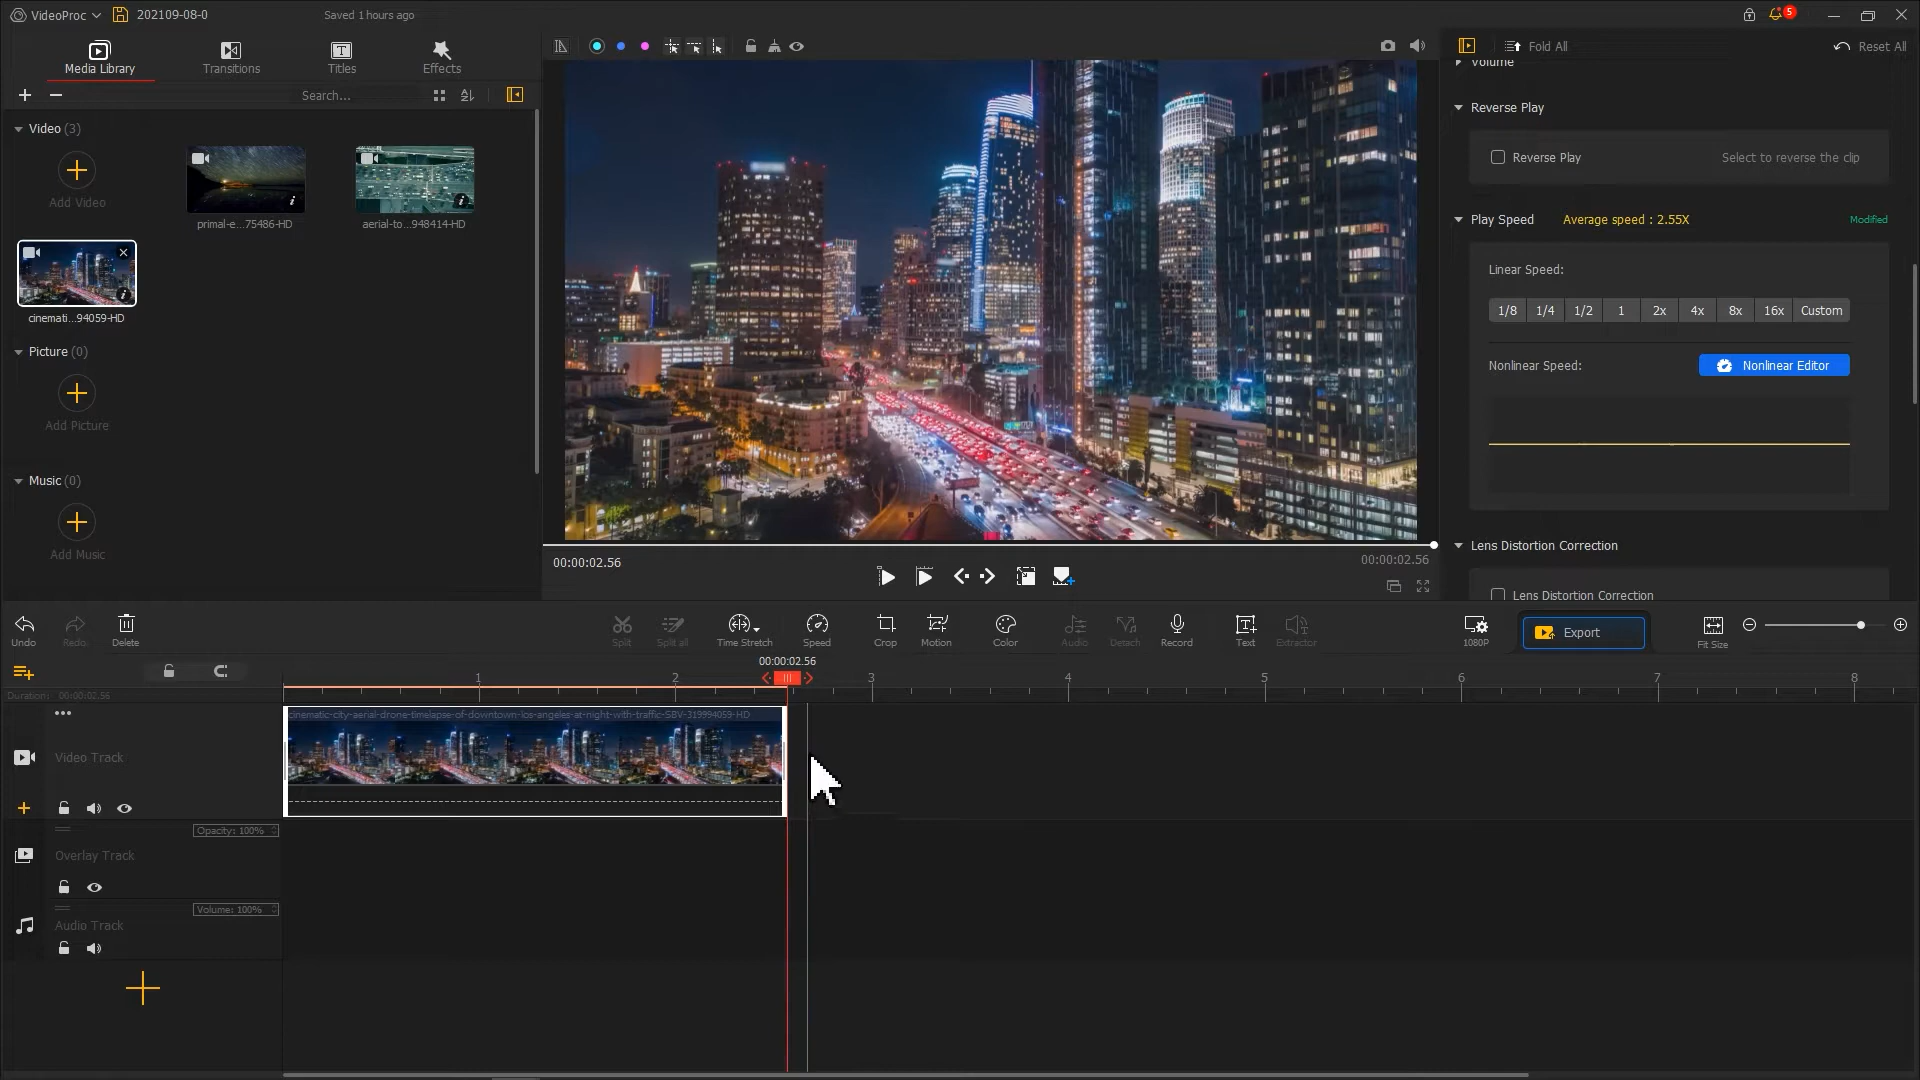 VideoProc
202109-08-0
Saved 1 hours ago
5
Media Library
Transitions
Titles
Effects
Fold All
Reset All
Search...
Volume
Video (3)
Reverse Play
Reverse Play
Select to reverse the clip
Add Video
primal-e...75486-HD
aerial-to...948414-HD
Play Speed
Average speed : 2.55X
Modified
Linear Speed:
1/8
1/4
1/2
1
2x
4x
8x
16x
Custom
cinemati...94059-HD
Picture (0)
Nonlinear Speed:
Nonlinear Editor
Add Picture
Music (0)
Lens Distortion Correction
Add Music
00:00:02.56
00:00:02.56
Lens Distortion Correction
Undo
Redo
Delete
Split
Split all
Time Stretch
Speed
Crop
Motion
Color
Audio
Detach
Record
Text
Extractor
1080P
Export
Fit Size
00:00:02.56
1
2
3
4
5
6
7
8
Duration: 00:00:02.56
cinematic-city-aerial-drone-timelapse-of-downtown-los-angeles-at-night-with-traffic-SBV-319994059-HD
Video Track
Opacity: 100%
Overlay Track
Volume: 100%
Audio Track